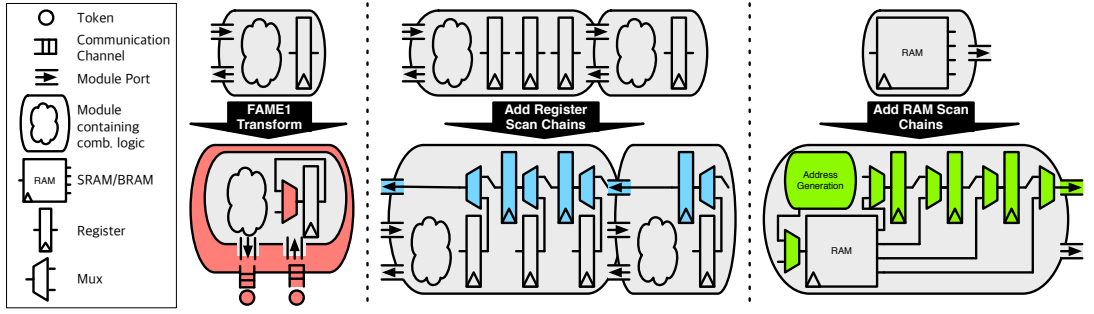 Token
Communication
Channel
Module Port
Module
containing
comb. logic
RAM
SRAM/BRAM
Register
Mux
FAME1
Transform
Add Register
Scan Chains
RAM
Add RAM Scan
Chains
Address
Generation
RAM